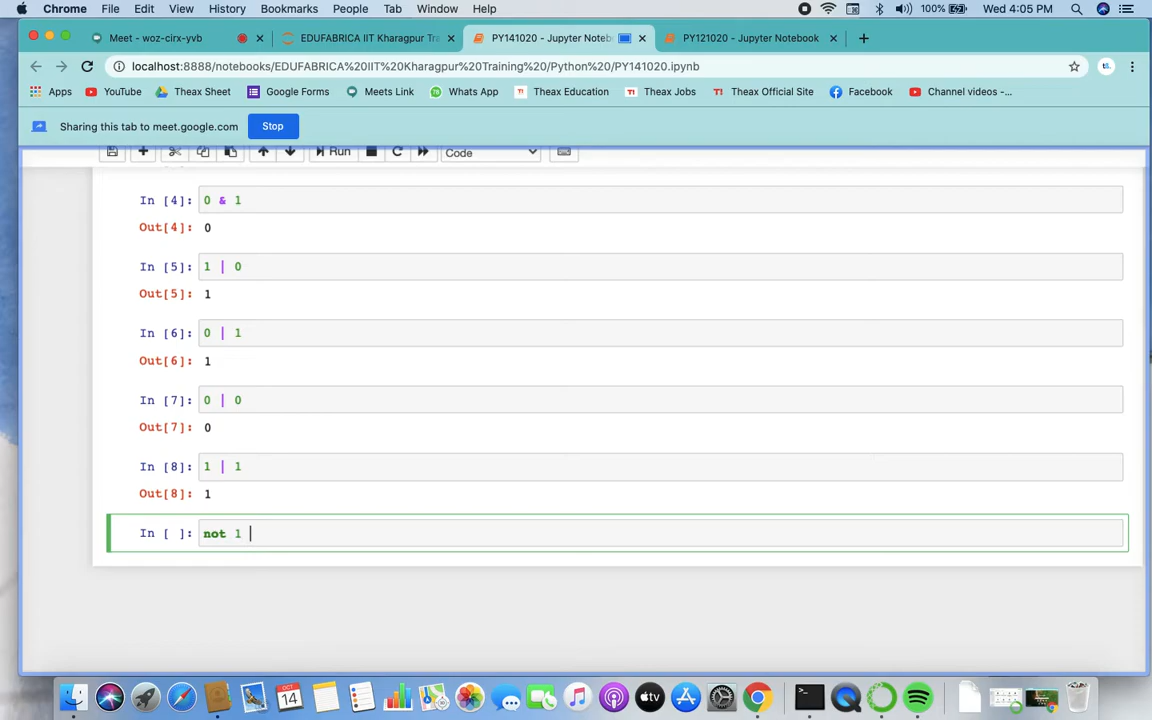 Chrome File Edit View History Bookmarks People Tab Window Help 100% Wed 4:05 PM
Meet - woz-cirx-yvb EDUFABRICA IIT Kharagpur Tra PY141020 - Jupyter Noteb PY121020 - Jupyter Notebook
localhost:8888/notebooks/EDUFABRICA%20IIT%20Kharagpur%20Training%20/Python%20/PY141020.ipynb
Apps YouTube Theax Sheet Google Forms Meets Link Whats App Theax Education Theax Jobs Theax Official Site Facebook Channel videos -...
Sharing this tab to meet.google.com Stop
Run Code
In [4]: 0 & 1
Out[4]: 0
In [5]: 1 | 0
Out[5]: 1
In [6]: 0 | 1
Out[6]: 1
In [7]: 0 | 0
Out[7]: 0
In [8]: 1 | 1
Out[8]: 1
In [ ]: not 1
OCT
14
tv